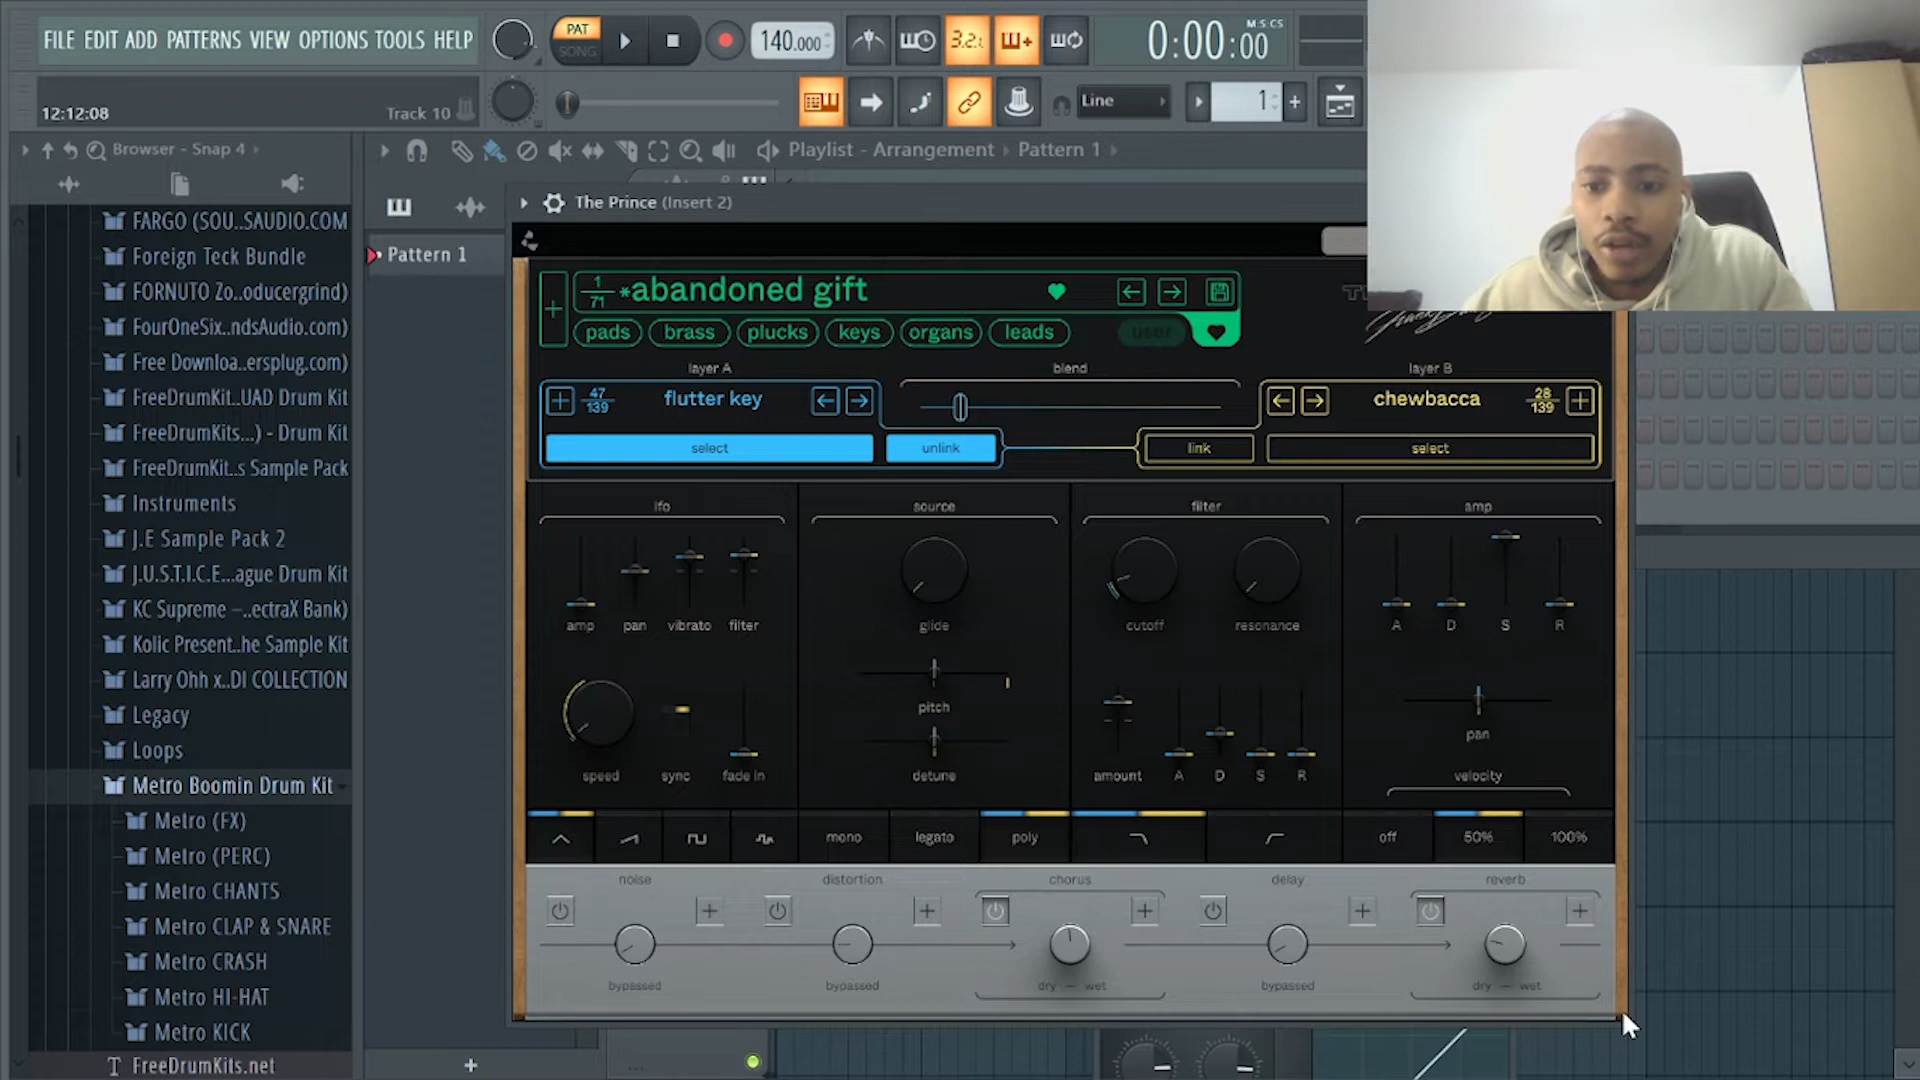 FILE EDIT ADD PATTERNS VIEW OPTIONS TOOLS HELP
PAT
SONG
140.000
3.2.
0:00:00
M:S:CS
12:12:08
Track 10
Line
1
Browser - Snap 4
Playlist - Arrangement
Pattern 1
FARGO (SOU..SAUDIO.COM
Foreign Teck Bundle
FORNUTO Zo..oducergrind)
FourOneSix..ndsAudio.com)
Free Downloa..ersplug.com)
FreeDrumKit..UAD Drum Kit
FreeDrumKits...) - Drum Kit
FreeDrumKit..s Sample Pack
Instruments
J.E Sample Pack 2
J.U.S.T.I.C.E...ague Drum Kit
KC Supreme –..ectraX Bank)
Kolic Present..he Sample Kit
Larry Ohh x..DI COLLECTION
Legacy
Loops
Metro Boomin Drum Kit
Metro (FX)
Metro (PERC)
Metro CHANTS
Metro CLAP & SNARE
Metro CRASH
Metro HI-HAT
Metro KICK
FreeDrumKits.net
Pattern 1
The Prince (Insert 2)
1
71
*abandoned gift
pads
brass
plucks
keys
organs
leads
user
layer A
blend
layer B
47
139
flutter key
chewbacca
28
139
select
unlink
link
select
lfo
source
filter
amp
amp
pan
vibrato
filter
glide
cutoff
resonance
A
D
S
R
speed
sync
fade in
pitch
detune
amount
A
D
S
R
pan
velocity
mono
legato
poly
off
50%
100%
noise
distortion
chorus
delay
reverb
bypassed
bypassed
dry — wet
bypassed
dry — wet